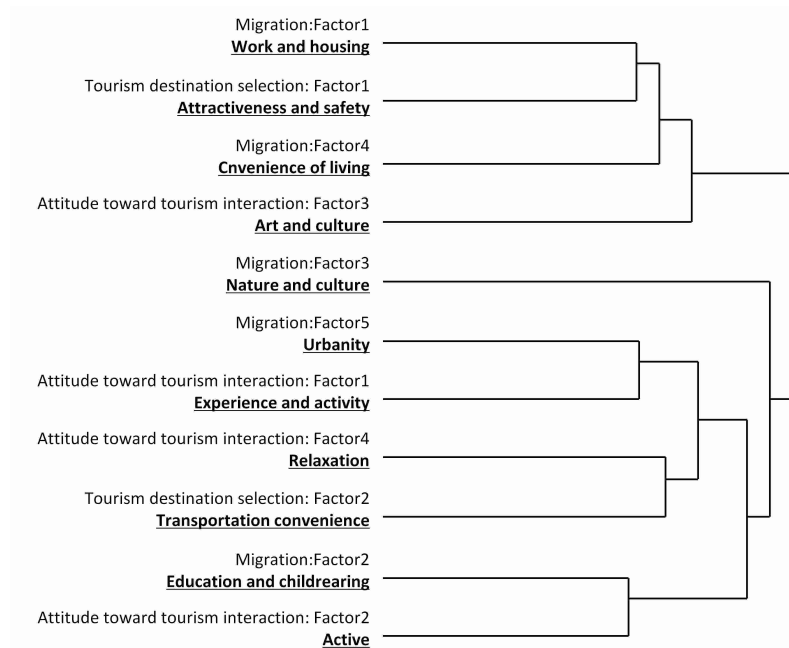 Migration:Factor1
Work and housing
Tourism destination selection: Factor1
Attractiveness and safety
Migration:Factor4
Cnvenience of living
Attitude toward tourism interaction: Factor3
Art and culture
Migration:Factor3
Nature and culture
Migration:Factor5
Urbanity
Attitude toward tourism interaction: Factor1
Experience and activity
Attitude toward tourism interaction: Factor4
Relaxation
Tourism destination selection: Factor2
Transportation convenience
Migration:Factor2
Education and childrearing
Attitude toward tourism interaction: Factor2
Active